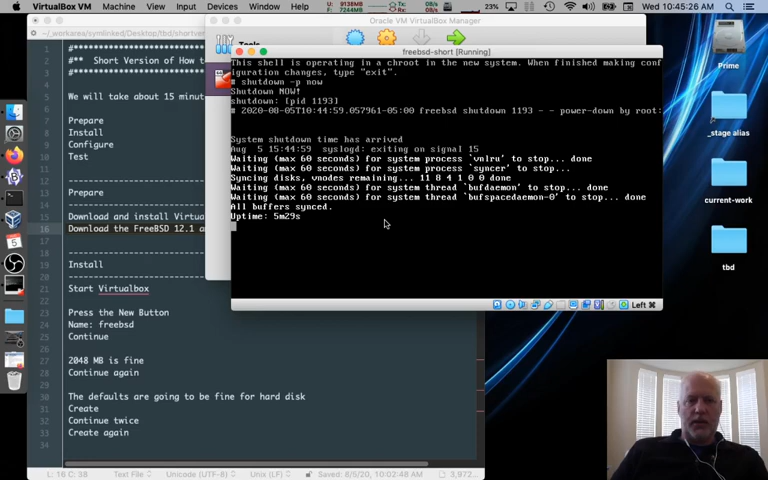 VirtualBox VM Machine View Input Devices Window Help
U: 9138MB
F: 7244MB
Tx: 0B/s
Rx: 0B/s
23%
Wed 10:45:26 AM
~/_workarea/symlinked/Desktop/tbd/shortver
Oracle VM VirtualBox Manager
Tools
freebsd-short [Running]
1 #**
2 #** Short Version of How to
3 #**
4
5 We will take about 15 minut
6
7 Prepare
8 Install
9 Configure
10 Test
11
12
13 Prepare
14
15 Download and install Virtua
16 Download the FreeBSD 12.1 a
17
18
19 Install
20
21 Start Virtualbox
22
23 Press the New Button
24 Name: freebsd
25 Continue
26
27 2048 MB is fine
28 Continue again
29
30 The defaults are going to be fine for hard disk
31 Create
32 Continue twice
33 Create again
34
This shell is operating in a chroot in the new system. When finished making conf
iguration changes, type "exit".
# shutdown -p now
Shutdown NOW!
shutdown: [pid 1193]
# 2020-08-05T10:44:59.057961-05:00 freebsd shutdown 1193 - - power-down by root:
System shutdown time has arrived
Aug  5 15:44:59  syslogd: exiting on signal 15
Waiting (max 60 seconds) for system process `vnlru' to stop... done
Waiting (max 60 seconds) for system process `syncer' to stop...
Syncing disks, vnodes remaining... 11 8 4 1 0 0 done
Waiting (max 60 seconds) for system thread `bufdaemon' to stop... done
Waiting (max 60 seconds) for system thread `bufspacedaemon-0' to stop... done
All buffers synced.
Uptime: 5m29s
Left ⌘
Prime
_stage alias
current-work
tbd
L: 16 C: 38 Text File Unicode (UTF-8) Unix (LF) Saved: 8/5/20, 10:02:48 AM 3,972